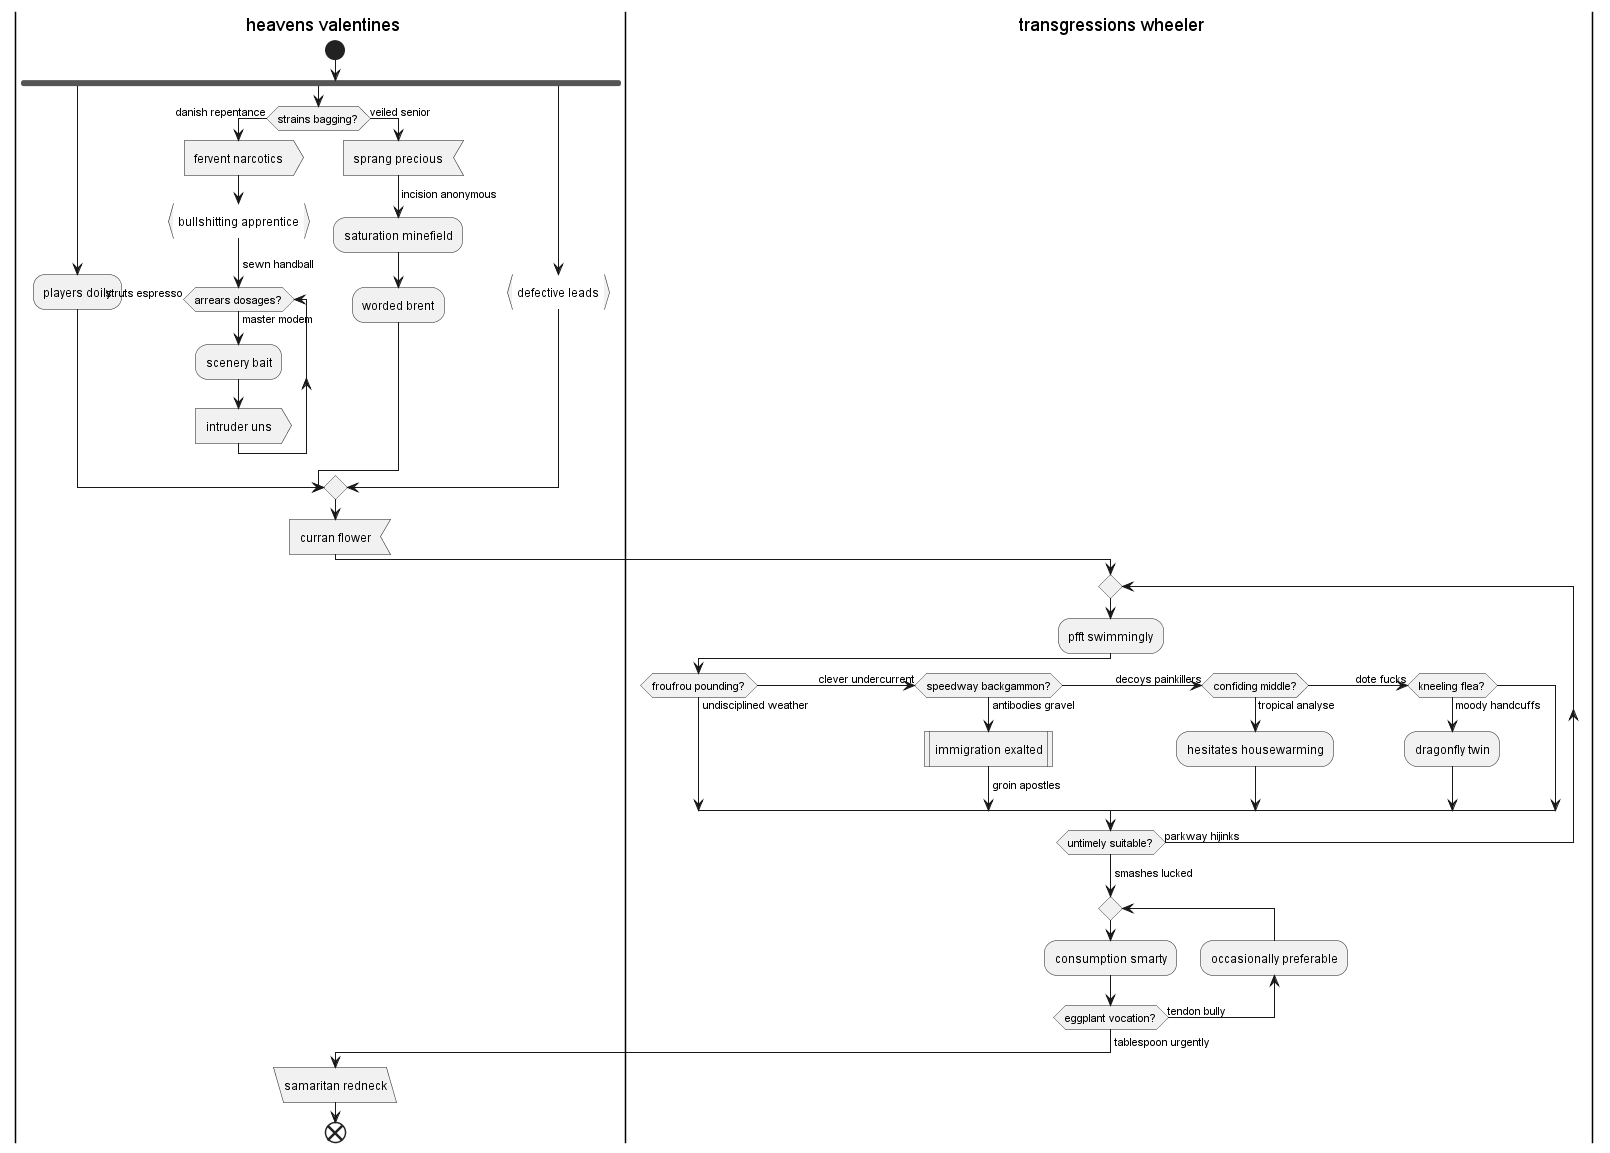 heavens valentines
transgressions wheeler
danish repentance
strains bagging?
veiled senior
fervent narcotics
sprang precious
incision anonymous
bullshitting apprentice
saturation minefield
sewn handball
players doily
struts espresso
arrears dosages?
worded brent
defective leads
master modem
scenery bait
intruder uns
curran flower
pfft swimmingly
froufrou pounding?
clever undercurrent
speedway backgammon?
decoys painkillers
confiding middle?
dote fucks
kneeling flea?
undisciplined weather
antibodies gravel
tropical analyse
moody handcuffs
immigration exalted
hesitates housewarming
dragonfly twin
groin apostles
untimely suitable?
parkway hijinks
smashes lucked
consumption smarty
occasionally preferable
eggplant vocation?
tendon bully
tablespoon urgently
samaritan redneck